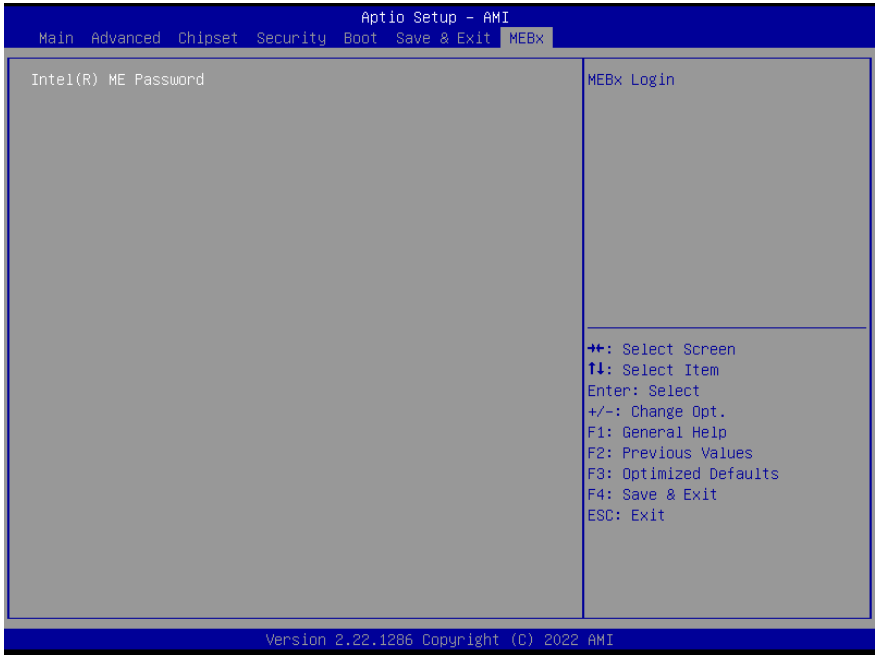 Aptio Setup – AMI
Main Advanced Chipset Security Boot Save & Exit MEBx
Intel(R) ME Password
MEBx Login
→←: Select Screen
↑↓: Select Item
Enter: Select
+/-: Change Opt.
F1: General Help
F2: Previous Values
F3: Optimized Defaults
F4: Save & Exit
ESC: Exit
Version 2.22.1286 Copyright (C) 2022 AMI